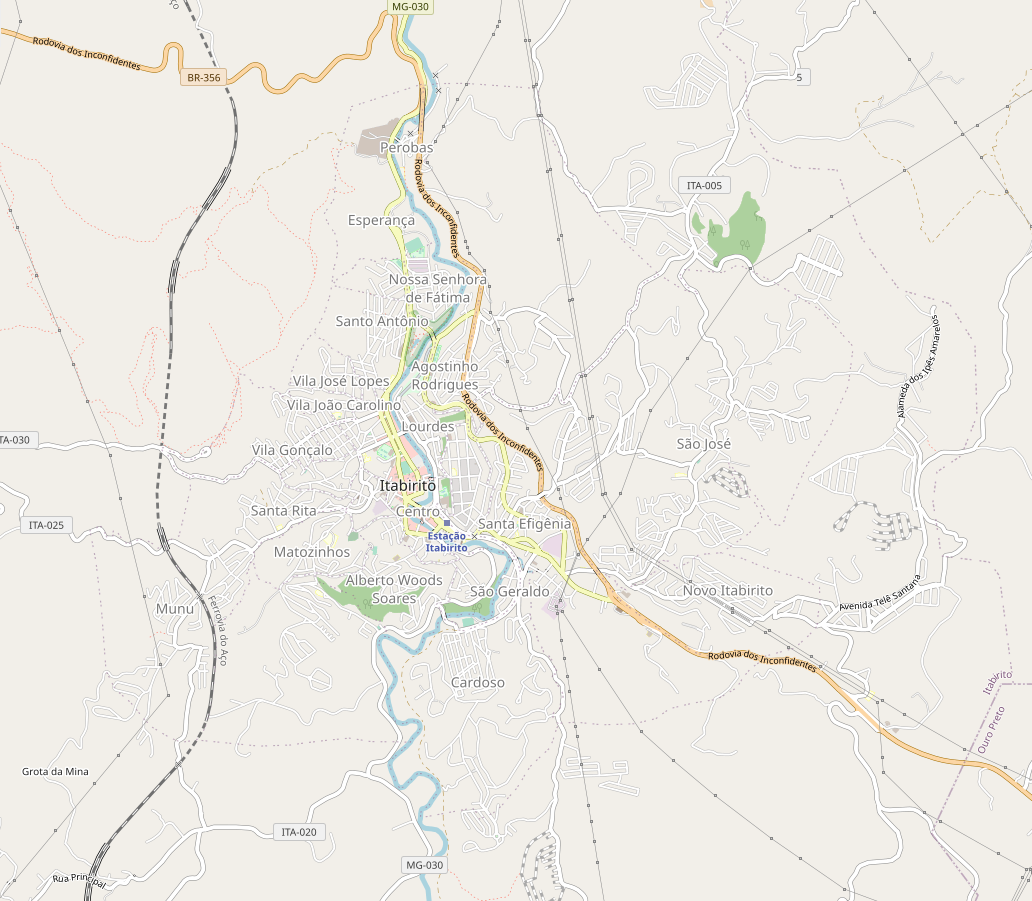 MG-030
Aço
Rodovia dos Inconfidentes
BR-356
5
Perobas
Rodovia dos Inconfidentes
ITA-005
Esperança
Nossa Senhora
de Fátima
Santo Antônio
Alameda dos Ipês Amarelos
Agostinho
Rodrigues
Vila José Lopes
Vila João Carolino
Rodovia dos Inconfidentes
Lourdes
TA-030
São José
Vila Gonçalo
Itabirito
Santa Rita
Centro
ITA-025
Santa Efigênia
Estação
Itabirito
Matozinhos
Alberto Woods
Soares
São Geraldo
Novo Itabirito
Avenida Telê Santana
Munu
Ferrovia do Aço
Rodovia dos Inconfidentes
Cardoso
Itabirito
Ouro Preto
Grota da Mina
ITA-020
MG-030
Rua Principal